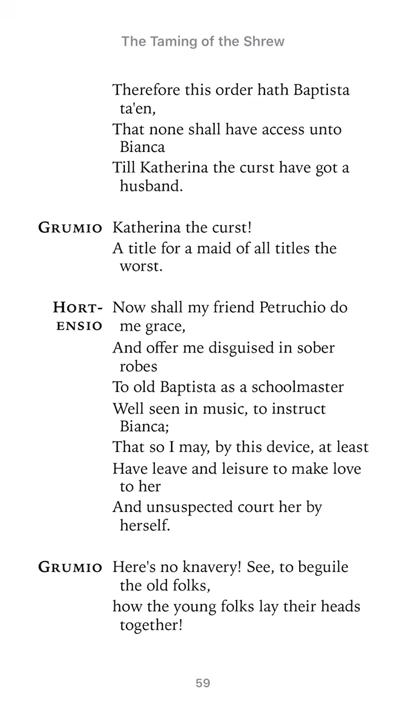 The Taming of the Shrew
Therefore this order hath Baptista
ta'en,
That none shall have access unto
Bianca
Till Katherina the curst have got a
husband.
GRUMIO Katherina the curst!
A title for a maid of all titles the
worst.
HORT- Now shall my friend Petruchio do
ENSIO me grace,
And offer me disguised in sober
robes
To old Baptista as a schoolmaster
Well seen in music, to instruct
Bianca;
That so I may, by this device, at least
Have leave and leisure to make love
to her
And unsuspected court her by
herself.
GRUMIO Here's no knavery! See, to beguile
the old folks,
how the young folks lay their heads
together!
59